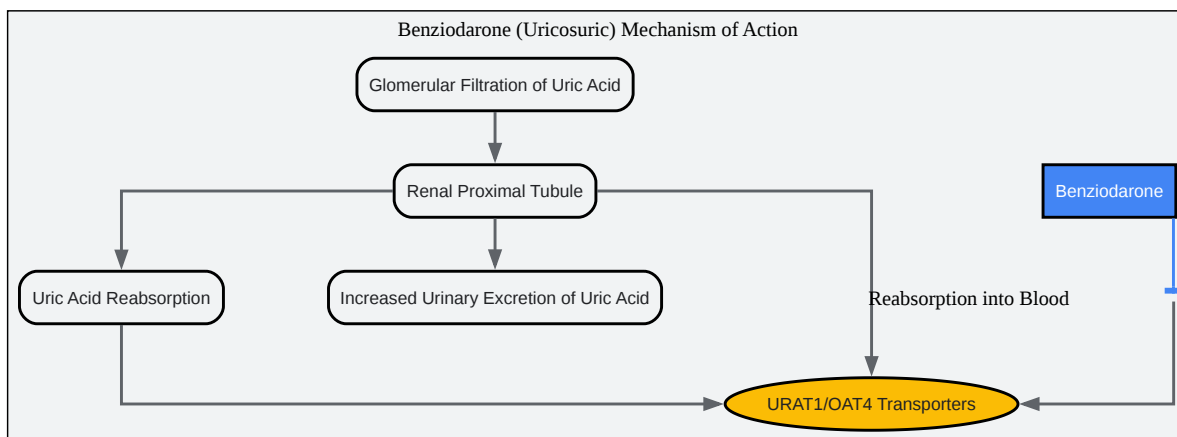 Benziodarone (Uricosuric) Mechanism of Action
Glomerular Filtration of Uric Acid
Renal Proximal Tubule
Benziodarone
Uric Acid Reabsorption
Increased Urinary Excretion of Uric Acid
Reabsorption into Blood
URAT1/OAT4 Transporters